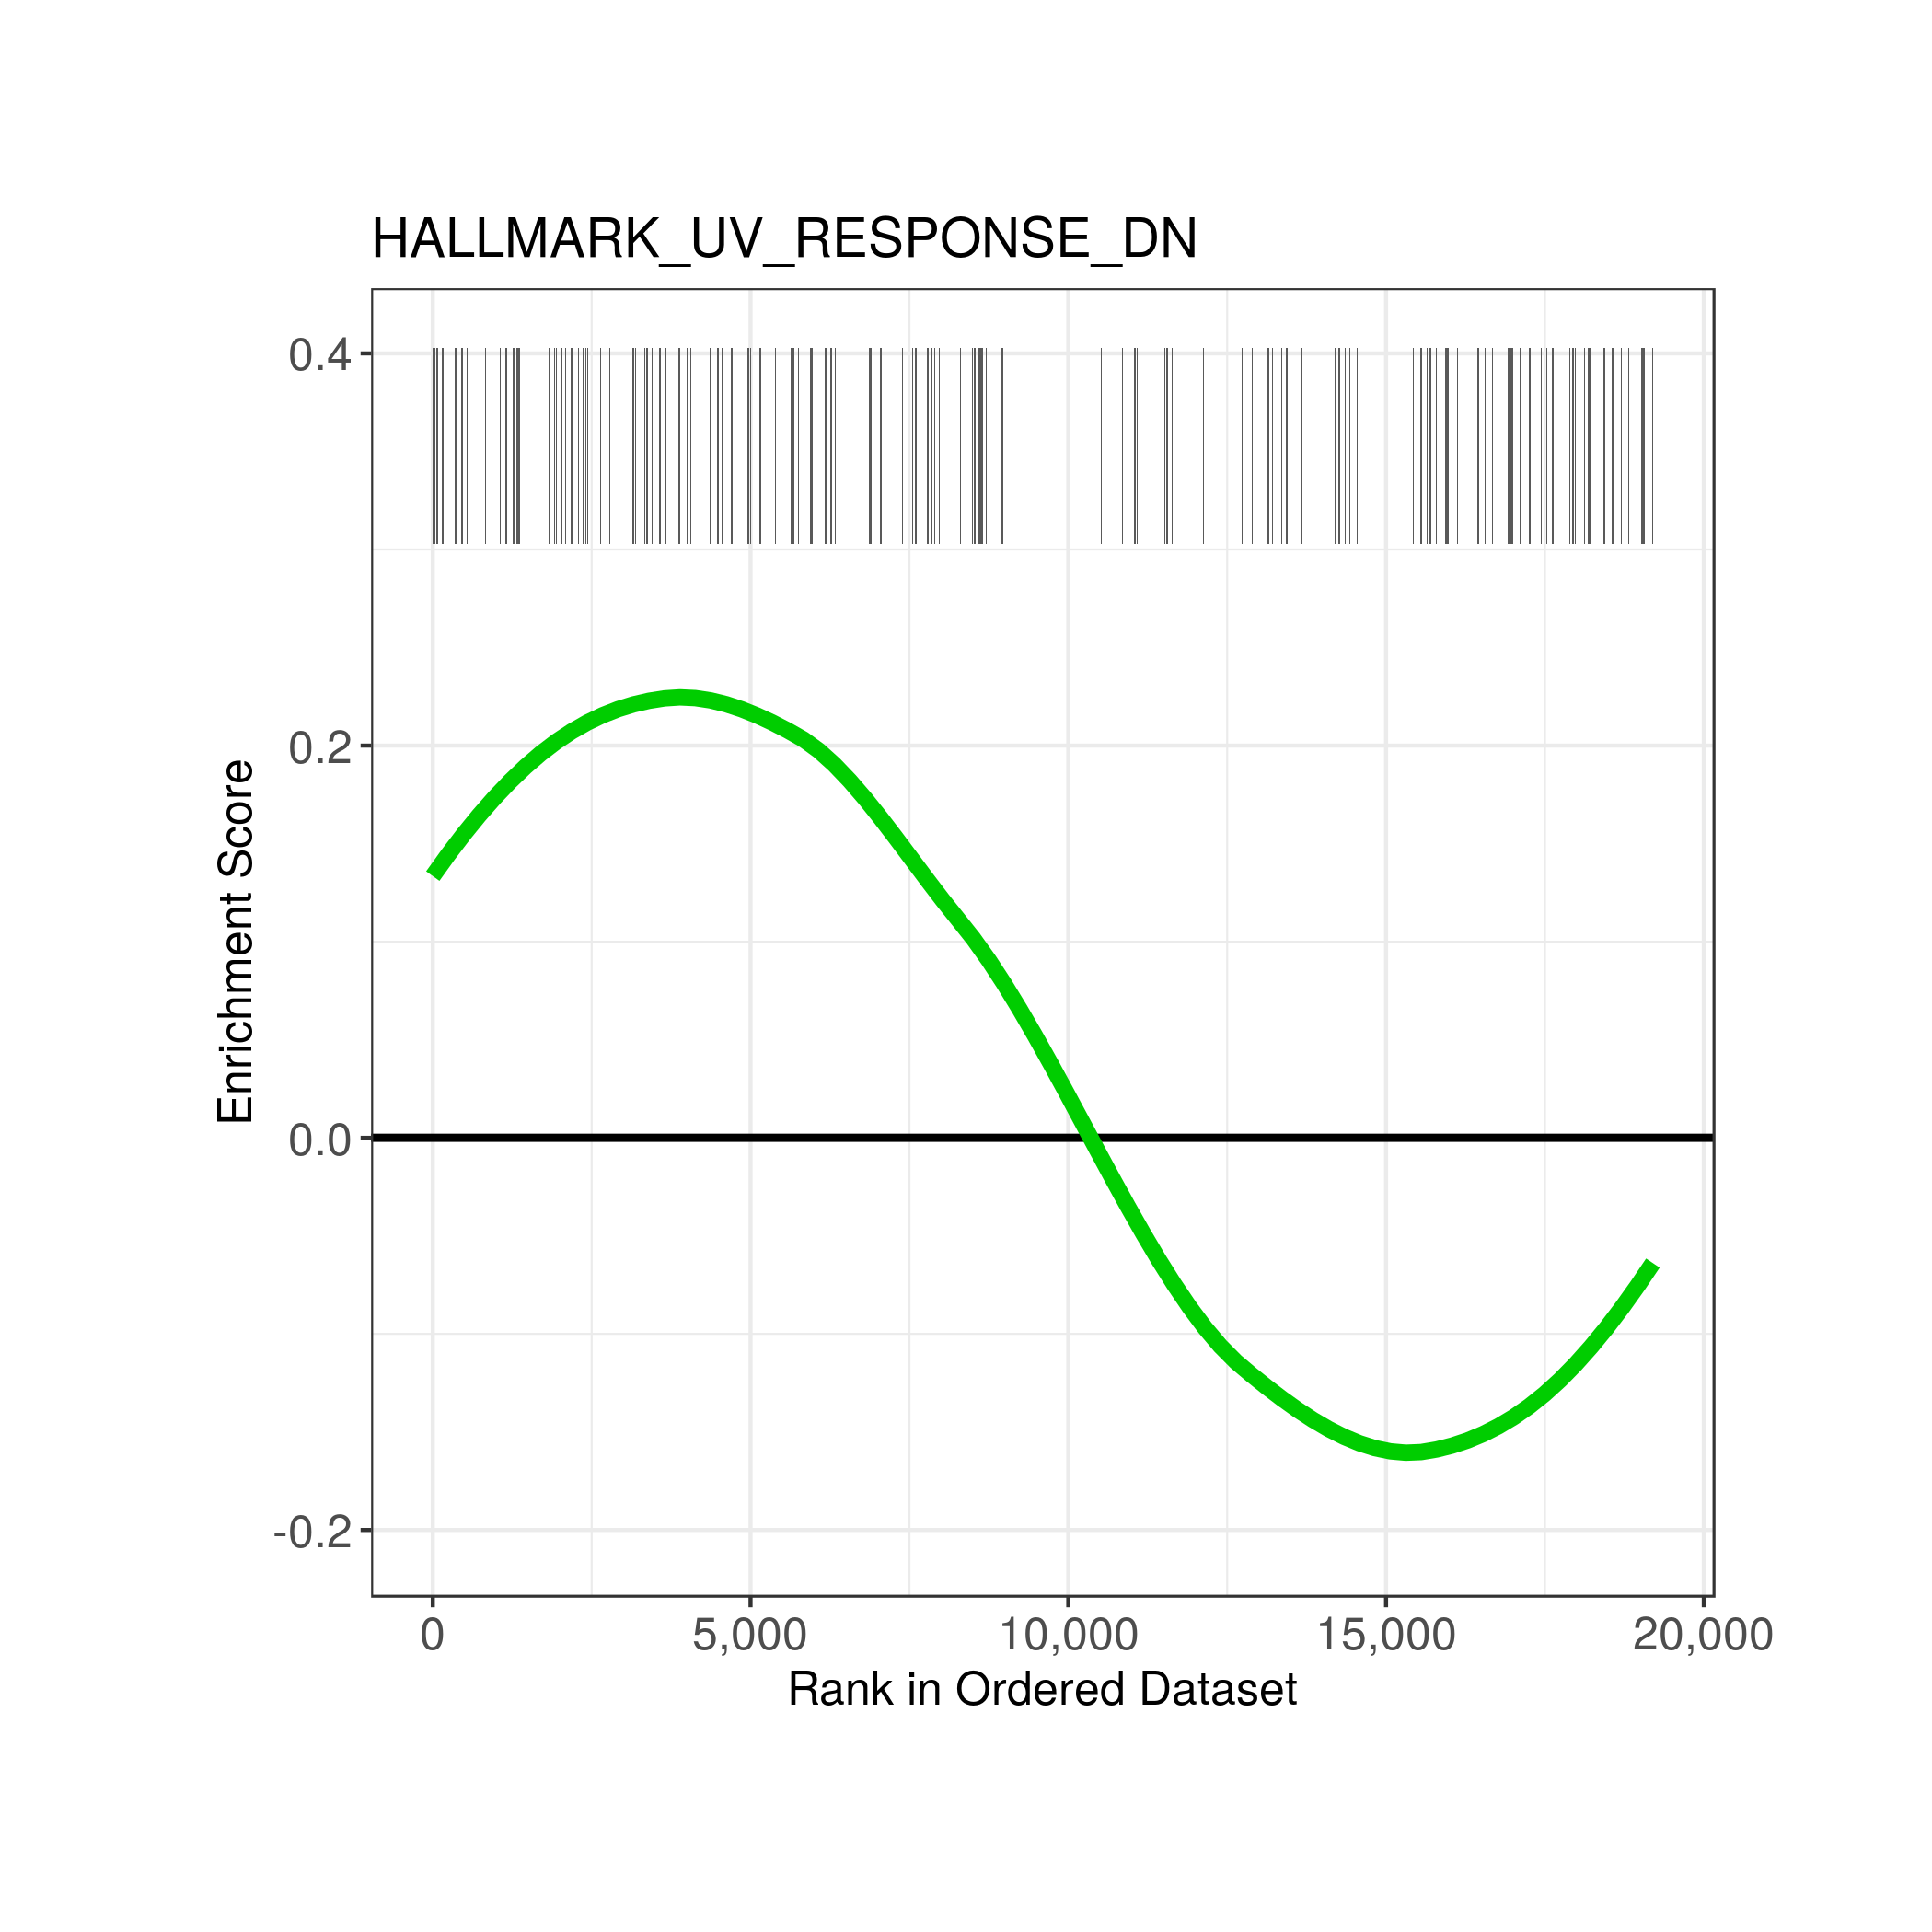 HALLMARK_UV_RESPONSE_DN
0.4
0.2
0.0
-0.2
Enrichment Score
0 5,000 10,000 15,000 20,000
Rank in Ordered Dataset